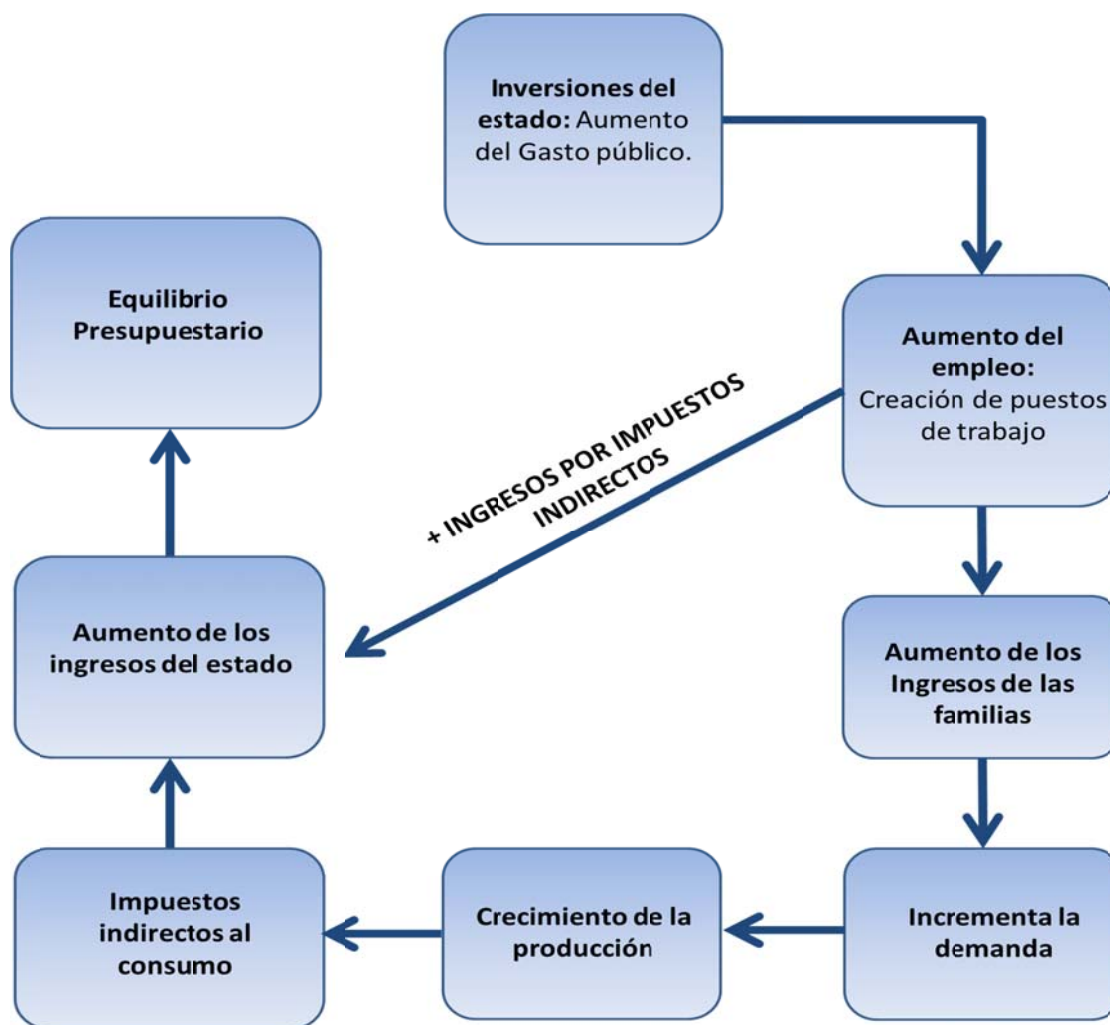 Inversiones del
estado: Aumento
del Gasto público.
Aumento del
empleo:
Creación de puestos
de trabajo
+ INGRESOS POR IMPUESTOS
INDIRECTOS
Aumento de los
Ingresos de las
familias
Incrementa la
demanda
Crecimiento de la
producción
Impuestos
indirectos al
consumo
Aumento de los
ingresos del estado
Equilibrio
Presupuestario